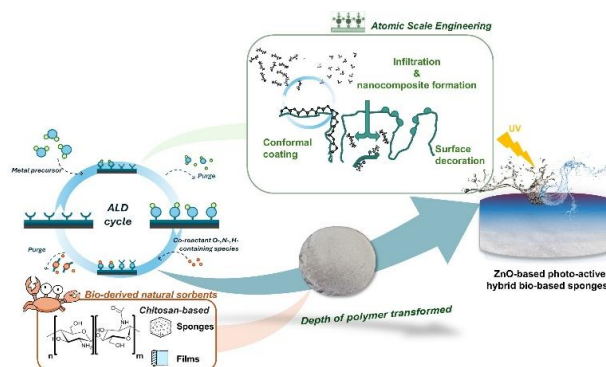 Atomic Scale Engineering
Infiltration
&
nanocomposite formation
Conformal
coating
Surface
decoration
UV
ZnO-based photo-active
hybrid bio-based sponges
Metal precursor
Purge
ALD
cycle
Co-reactant O-,N-,H-
containing species
Purge
Bio-derived natural sorbents
Chitosan-based
Sponges
Films
n
m
Depth of polymer transformed